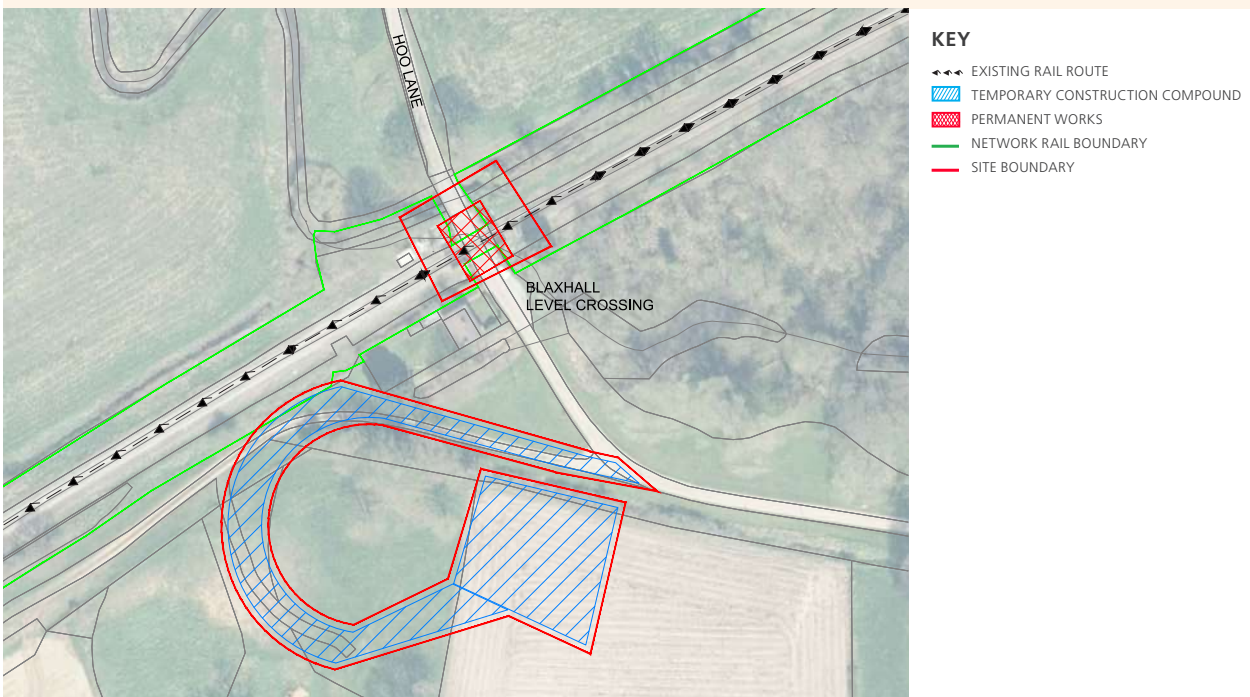 HOO LANE
BLAXHALL
LEVEL CROSSING
KEY
EXISTING RAIL ROUTE
TEMPORARY CONSTRUCTION COMPOUND
PERMANENT WORKS
NETWORK RAIL BOUNDARY
SITE BOUNDARY